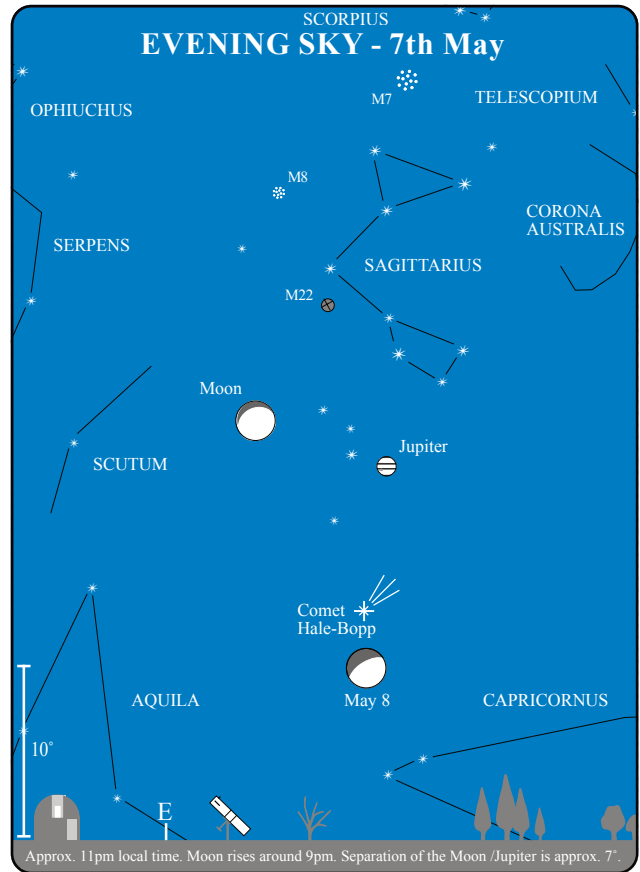 SCORPIUS
EVENING SKY - 7th May
M7
TELESCOPIUM
OPHIUCHUS
M8
CORONA
AUSTRALIS
SERPENS
SAGITTARIUS
M22
Moon
Jupiter
SCUTUM
Comet
Hale-Bopp
May 8
AQUILA
CAPRICORNUS
10˚
E
Approx. 11pm local time. Moon rises around 9pm. Separation of the Moon /Jupiter is approx. 7˚.